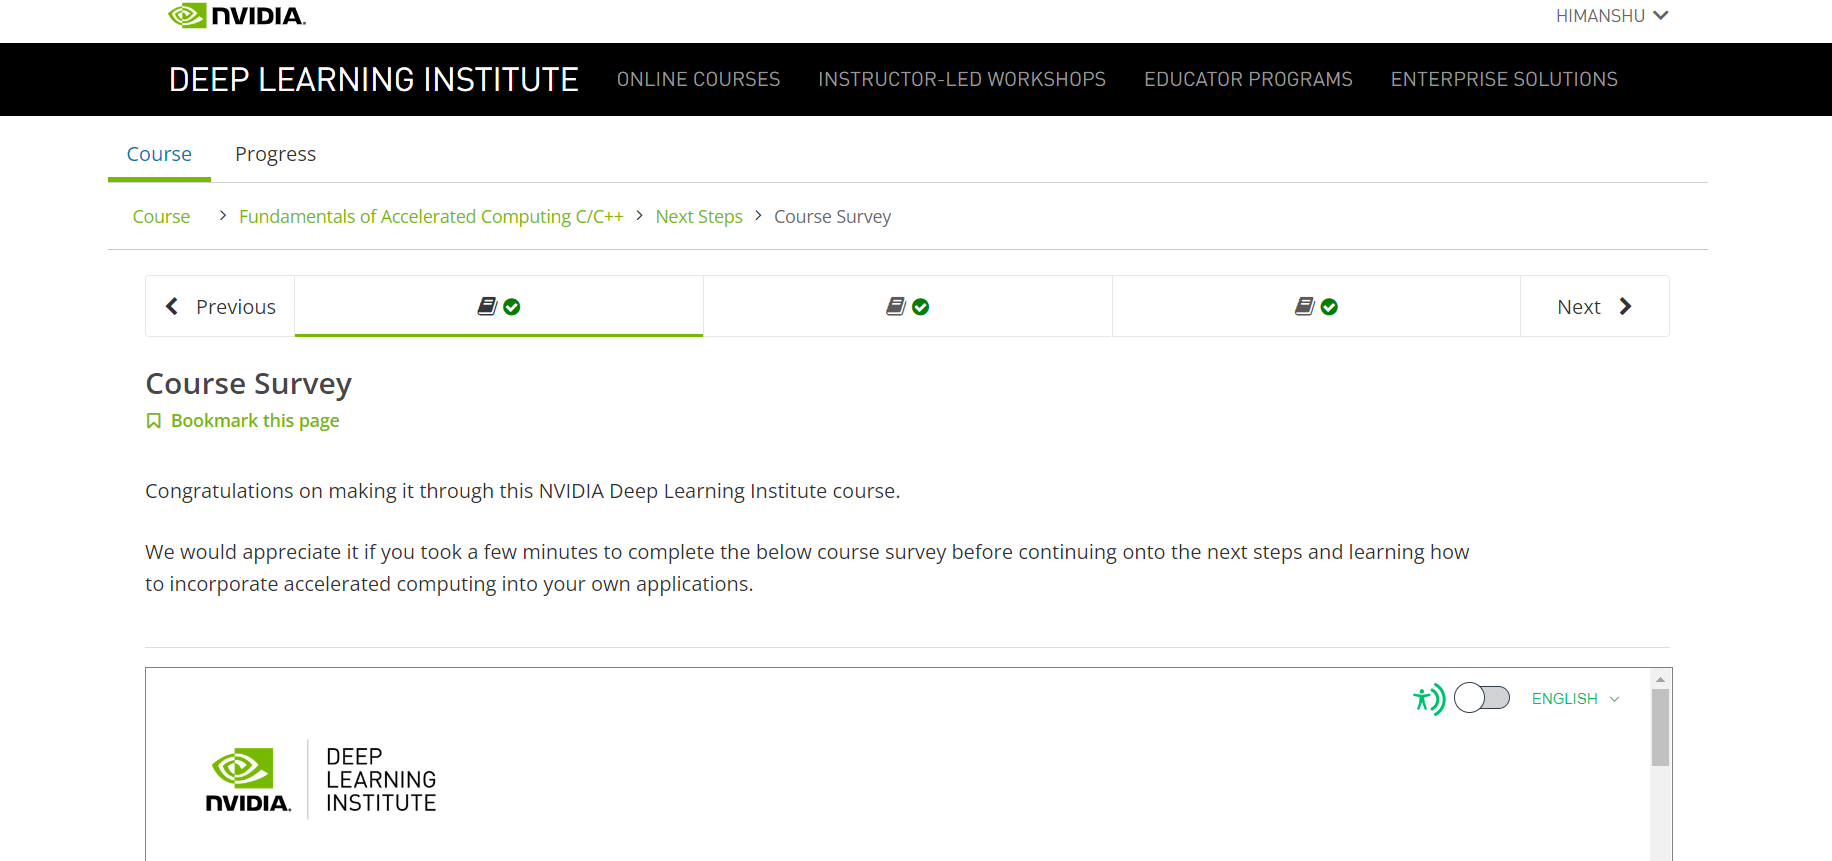 NVIDIA.
HIMANSHU
DEEP LEARNING INSTITUTE ONLINE COURSES INSTRUCTOR-LED WORKSHOPS EDUCATOR PROGRAMS ENTERPRISE SOLUTIONS
Course Progress
Course > Fundamentals of Accelerated Computing C/C++ > Next Steps > Course Survey
Previous Next
Course Survey
Bookmark this page
Congratulations on making it through this NVIDIA Deep Learning Institute course.
We would appreciate it if you took a few minutes to complete the below course survey before continuing onto the next steps and learning how
to incorporate accelerated computing into your own applications.
ENGLISH
NVIDIA.
DEEP
LEARNING
INSTITUTE